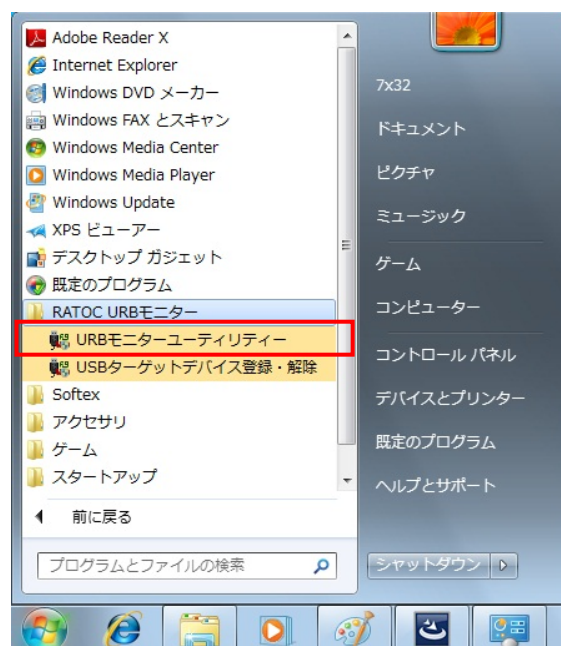 Adobe Reader X
Internet Explorer
Windows DVD メーカー
Windows FAX とスキャン
Windows Media Center
Windows Media Player
Windows Update
XPS ビューアー
デスクトップ ガジェット
既定のプログラム
RATOC URBモニター
URBモニターユーティリティー
USBターゲットデバイス登録・解除
Softex
アクセサリ
ゲーム
スタートアップ
前に戻る
プログラムとファイルの検索
7x32
ドキュメント
ピクチャ
ミュージック
ゲーム
コンピューター
コントロール パネル
デバイスとプリンター
既定のプログラム
ヘルプとサポート
シャットダウン